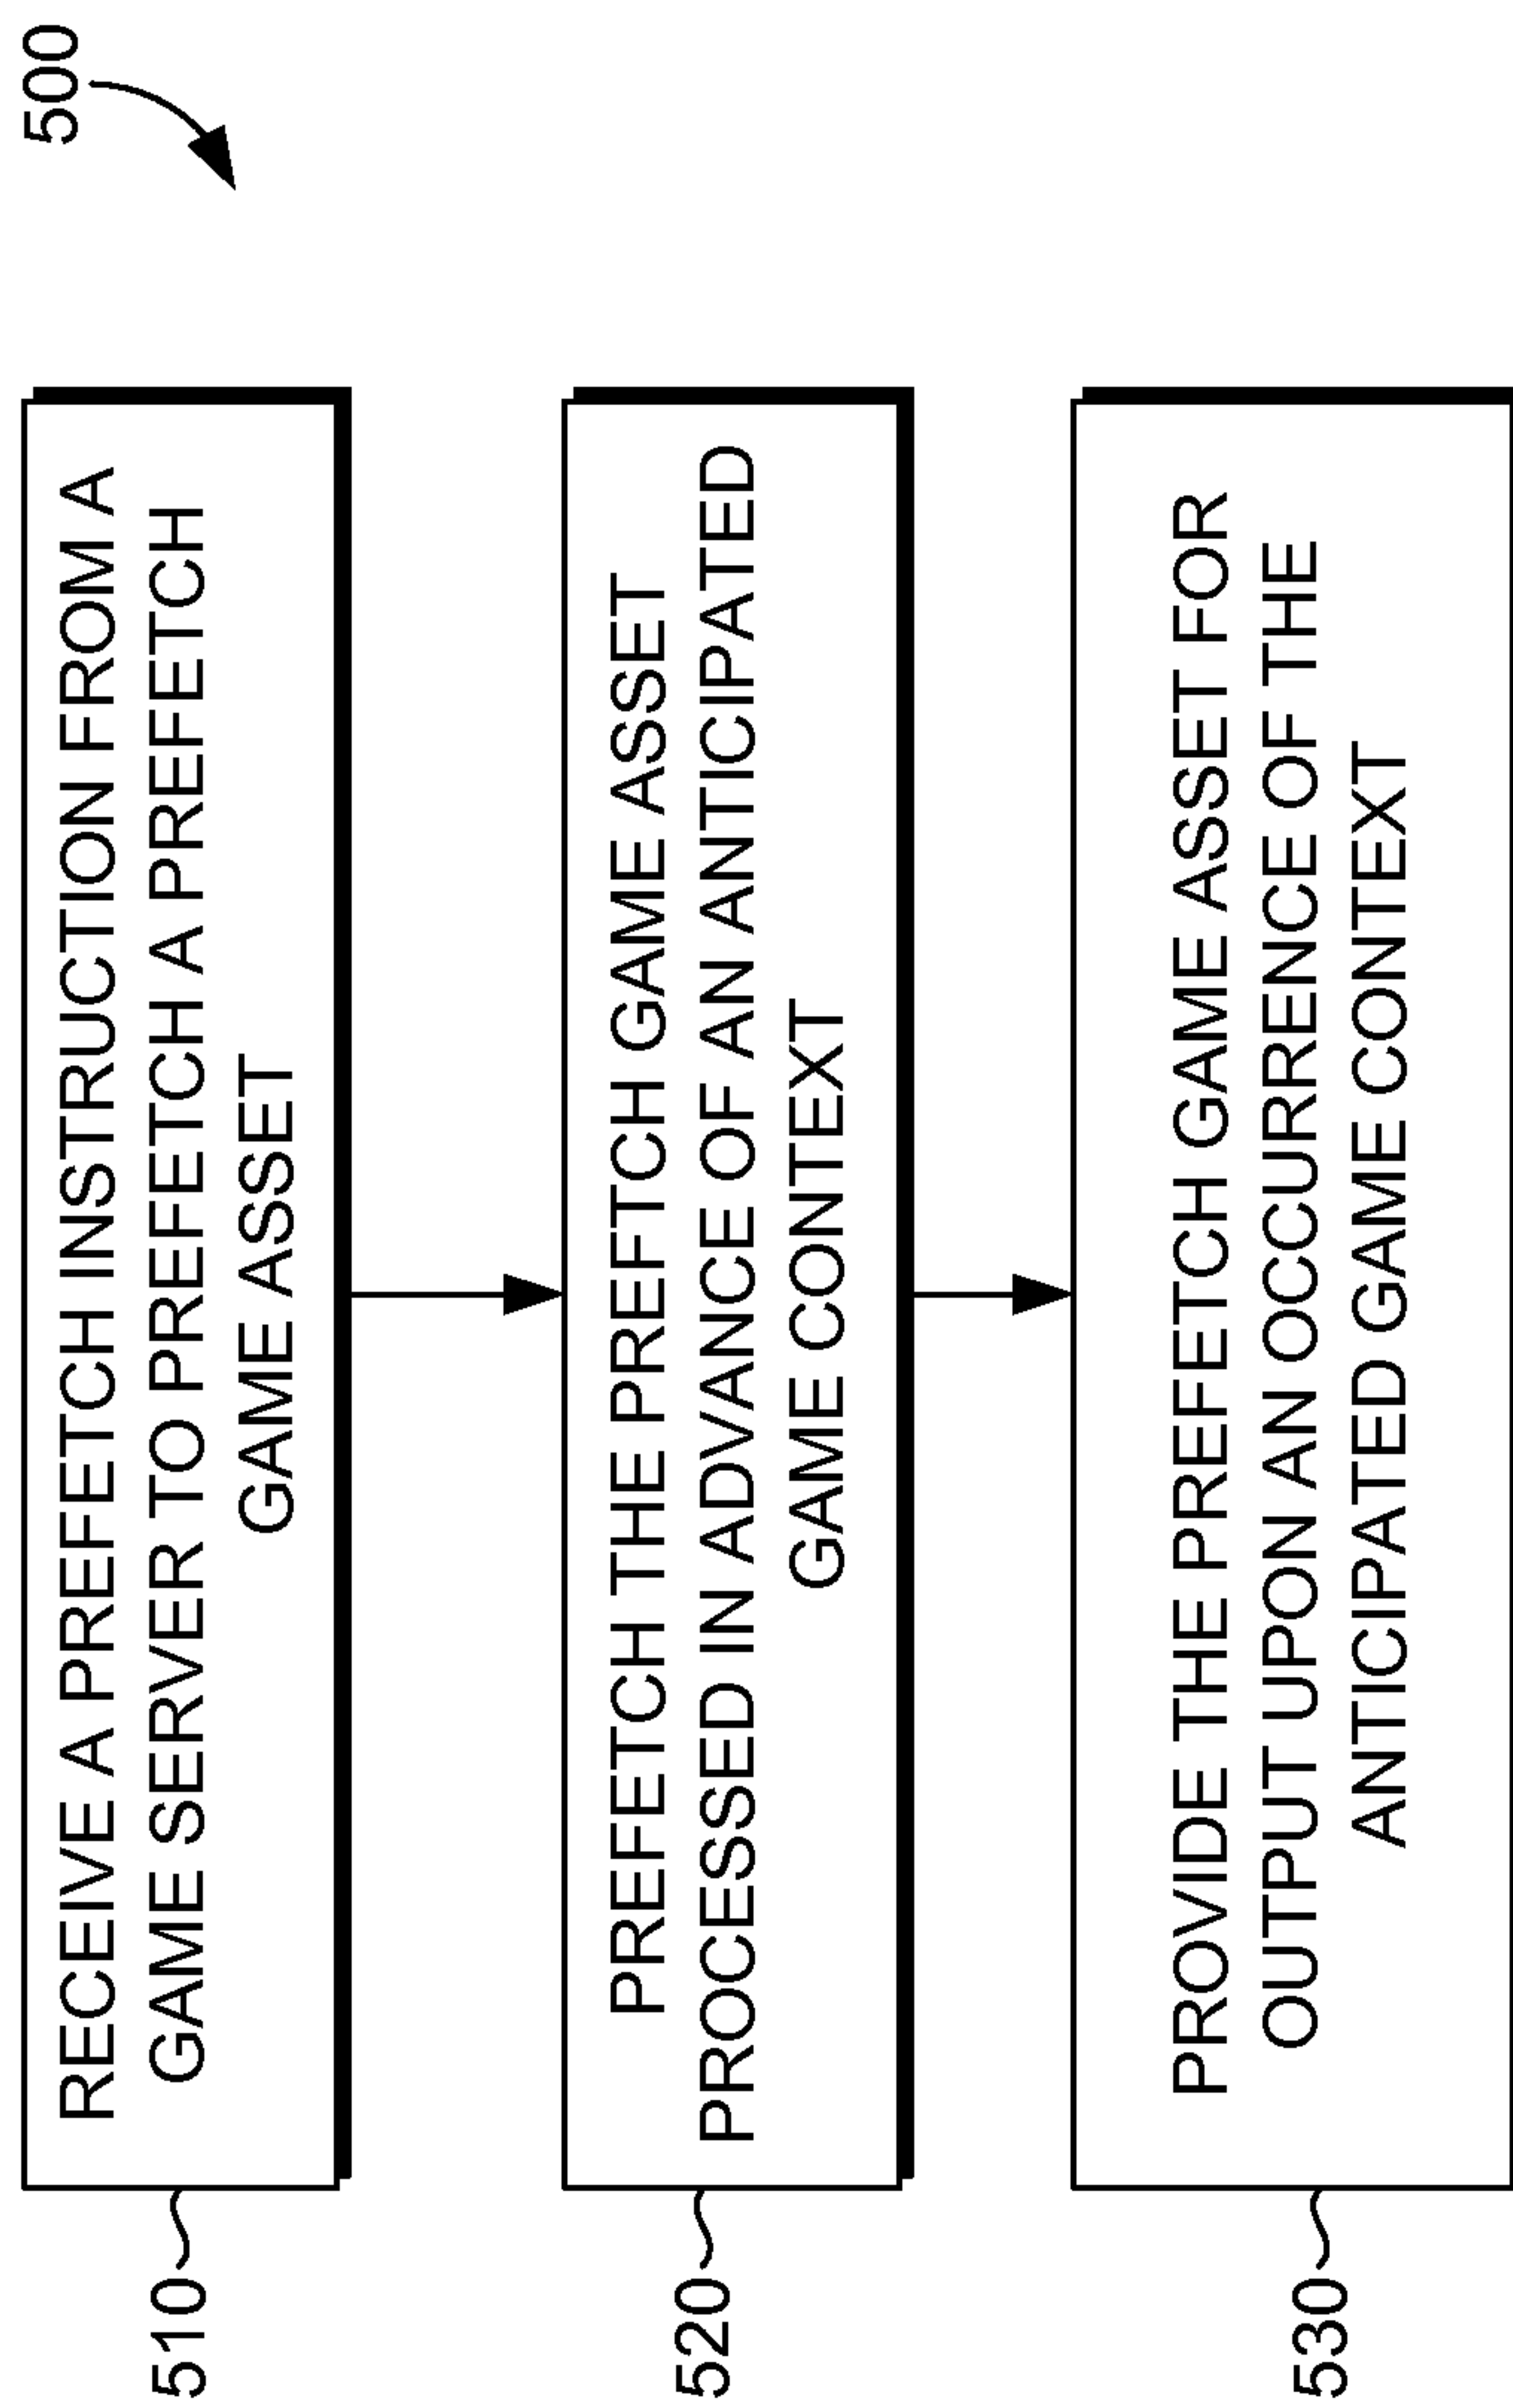 500
510
RECEIVE A PREFETCH INSTRUCTION FROM A
GAME SERVER TO PREFETCH A PREFETCH
GAME ASSET
520
PREFETCH THE PREFTCH GAME ASSET
PROCESSED IN ADVANCE OF AN ANTICIPATED
GAME CONTEXT
530
PROVIDE THE PREFETCH GAME ASSET FOR
OUTPUT UPON AN OCCURRENCE OF THE
ANTICIPATED GAME CONTEXT